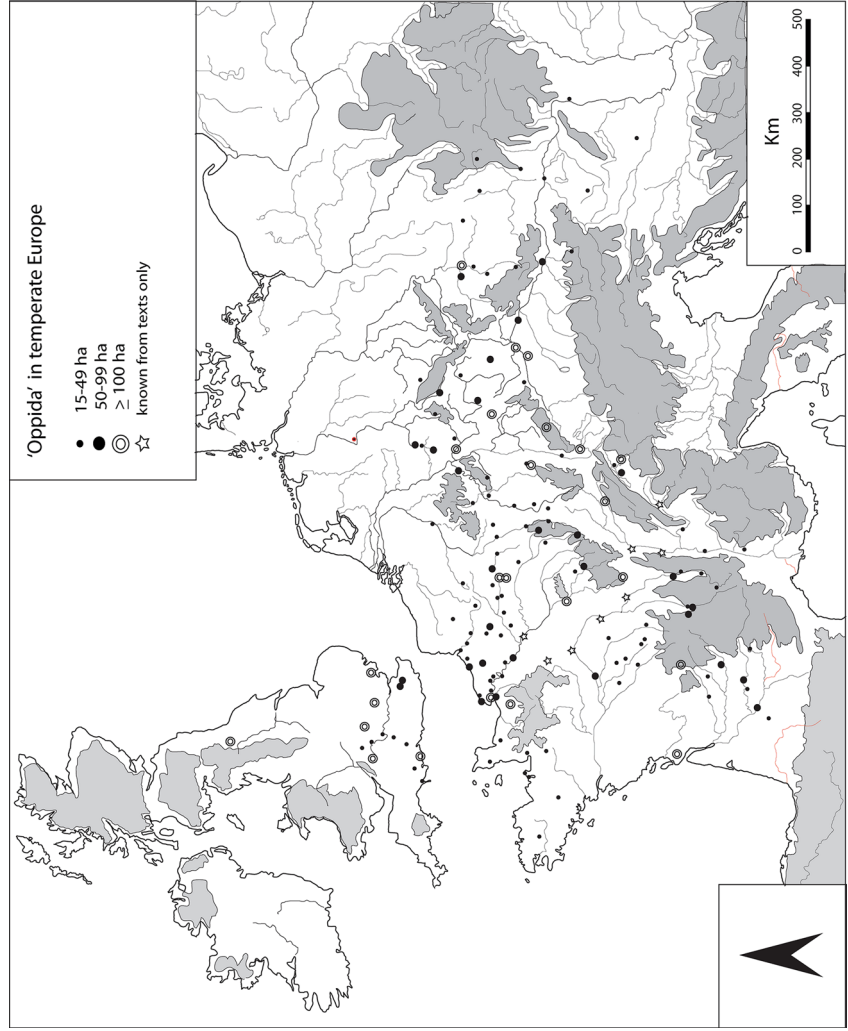 'Oppida' in temperate Europe
15-49 ha
50-99 ha
≥ 100 ha
known from texts only
Km
0 100 200 300 400 500